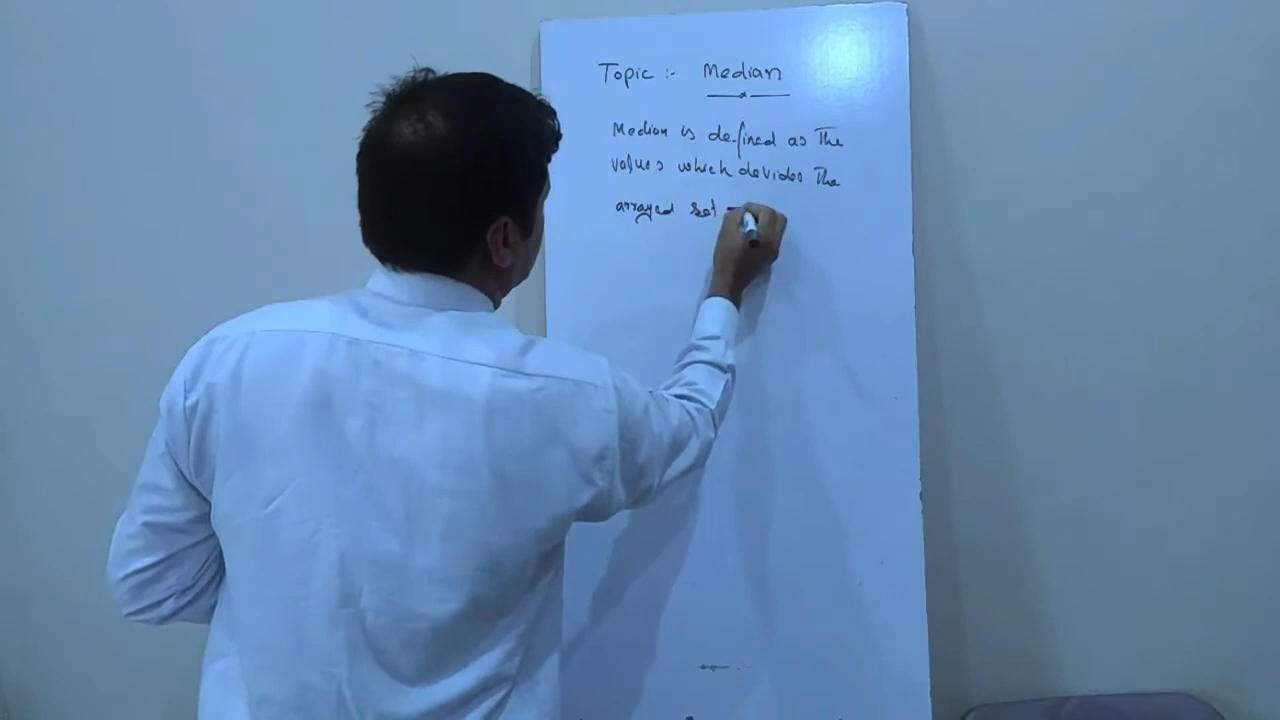 Topic :- Median
Median is defined as The
values which devides The
arrayed set